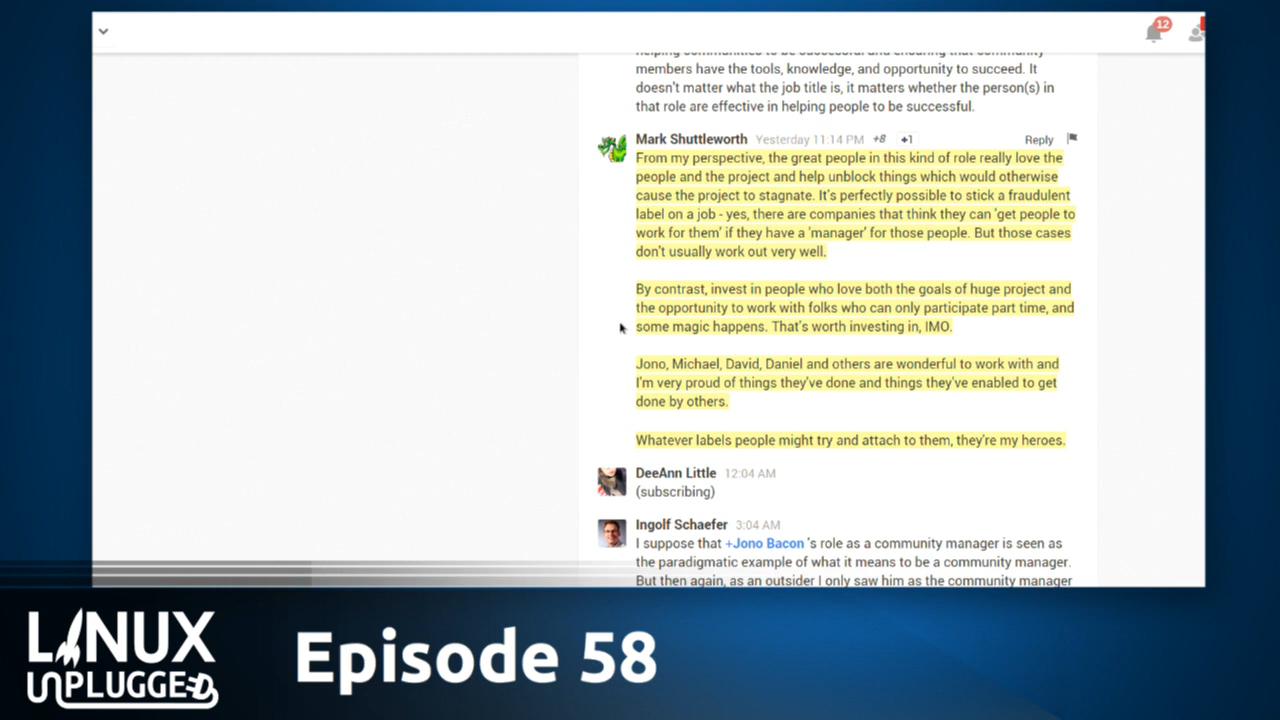 12
helping communities to be successful and ensuring that community
members have the tools, knowledge, and opportunity to succeed. It
doesn't matter what the job title is, it matters whether the person(s) in
that role are effective in helping people to be successful.
Mark Shuttleworth Yesterday 11:14 PM +8 +1 Reply
From my perspective, the great people in this kind of role really love the
people and the project and help unblock things which would otherwise
cause the project to stagnate. It's perfectly possible to stick a fraudulent
label on a job - yes, there are companies that think they can 'get people to
work for them' if they have a 'manager' for those people. But those cases
don't usually work out very well.
By contrast, invest in people who love both the goals of huge project and
the opportunity to work with folks who can only participate part time, and
some magic happens. That's worth investing in, IMO.
Jono, Michael, David, Daniel and others are wonderful to work with and
I'm very proud of things they've done and things they've enabled to get
done by others.
Whatever labels people might try and attach to them, they're my heroes.
DeeAnn Little 12:04 AM
(subscribing)
Ingolf Schaefer 3:04 AM
I suppose that +Jono Bacon 's role as a community manager is seen as
the paradigmatic example of what it means to be a community manager.
But then again, as an outsider I only saw him as the community manager
LINUX
UNPLUGGED
Episode 58